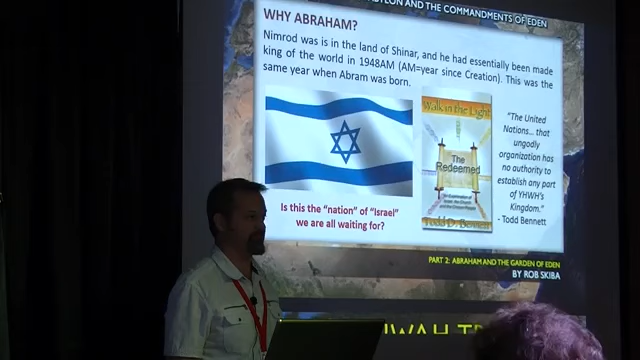 BYLON AND THE COMMANDMENTS OF EDEN
WHY ABRAHAM?
Nimrod was is in the land of Shinar, and he had essentially been made
king of the world in 1948AM (AM=year since Creation). This was the
same year when Abram was born.
Walk in the Light
The
Redeemed
Todd D. Bennett
"The United
Nations... that
ungodly
organization has
no authority to
establish any part
of YHWH's
Kingdom."
- Todd Bennett
Is this the "nation" of "Israel"
we are all waiting for?
PART 2: ABRAHAM AND THE GARDEN OF EDEN
BY ROB SKIBA